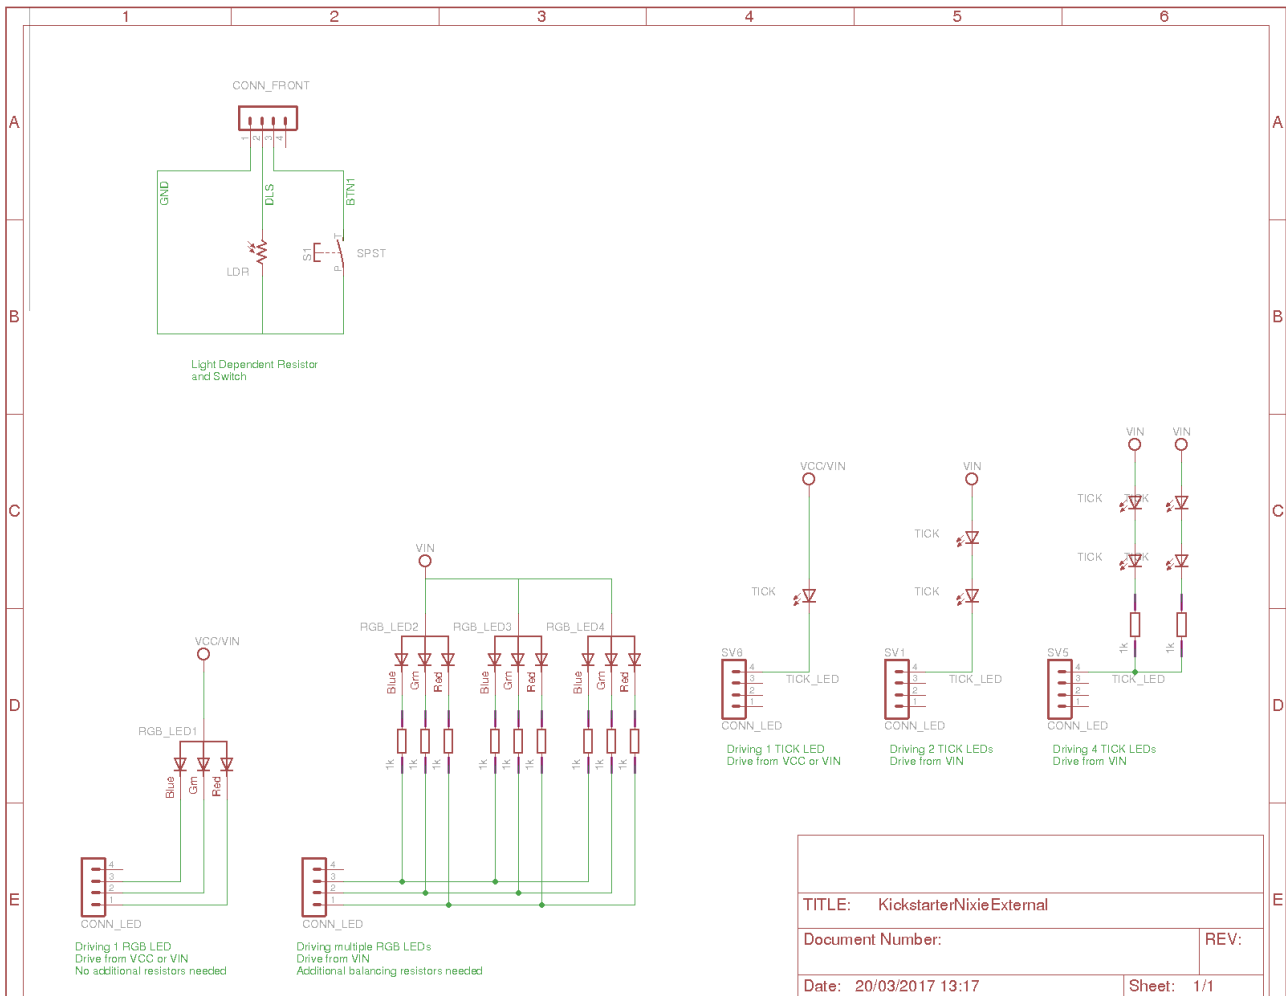 1 2 3 4 5 6
A A
CONN_FRONT
1 2 3 4
GND DLS BTN1
S1 T P SPST
LDR
B B
Light Dependent Resistor
and Switch
VIN VIN
VCC/VIN VIN
TICK TICK
C C
TICK
TICK TICK
VIN
TICK TICK
RGB_LED2 RGB_LED3 RGB_LED4
VCC/VIN
1k 1k
SV6 SV1 SV5
4 4 4
3 3 3
2 2 2
1 1 1
TICK_LED TICK_LED TICK_LED
Blue Grn Red Blue Grn Red Blue Grn Red
D D
CONN_LED CONN_LED CONN_LED
RGB_LED1
Driving 1 TICK LED
Drive from VCC or VIN
Driving 2 TICK LEDs
Drive from VIN
Driving 4 TICK LEDs
Drive from VIN
1k 1k 1k 1k 1k 1k 1k 1k 1k
Blue Grn Red
4 4
3 3
2 2
1 1
E E
CONN_LED CONN_LED
Driving 1 RGB LED
Drive from VCC or VIN
No additional resistors needed
Driving multiple RGB LEDs
Drive from VIN
Additional balancing resistors needed
TITLE: KickstarterNixieExternal
Document Number: REV:
Date: 20/03/2017 13:17 Sheet: 1/1